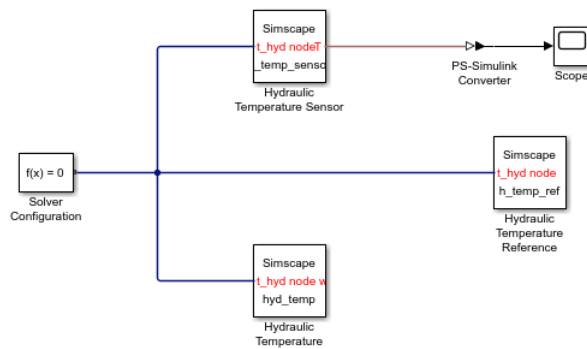 Simscape
t_hyd nodeT
_temp_senso
Hydraulic
Temperature Sensor
PS-Simulink
Converter
Scope
f(x) = 0
Solver
Configuration
Simscape
t_hyd node
h_temp_ref
Hydraulic
Temperature
Reference
Simscape
t_hyd node w
hyd_temp
Hydraulic
Temperature